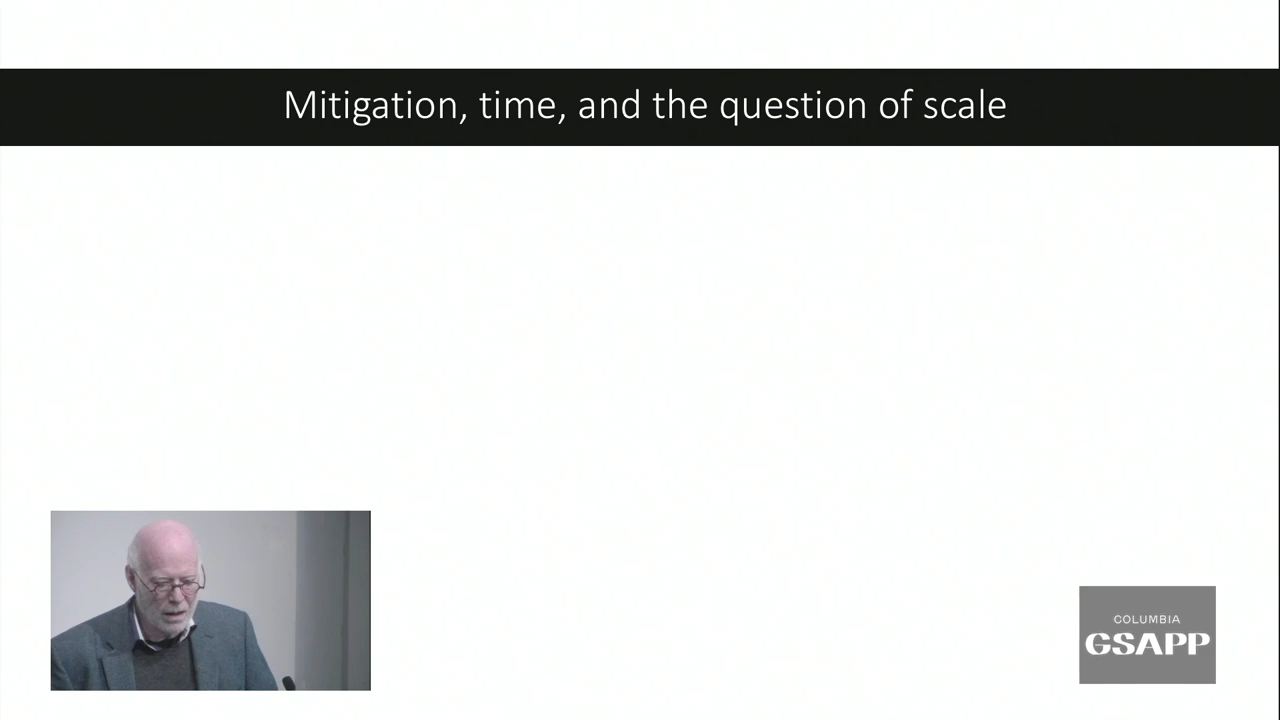 Mitigation, time, and the question of scale
COLUMBIA
GSAPP